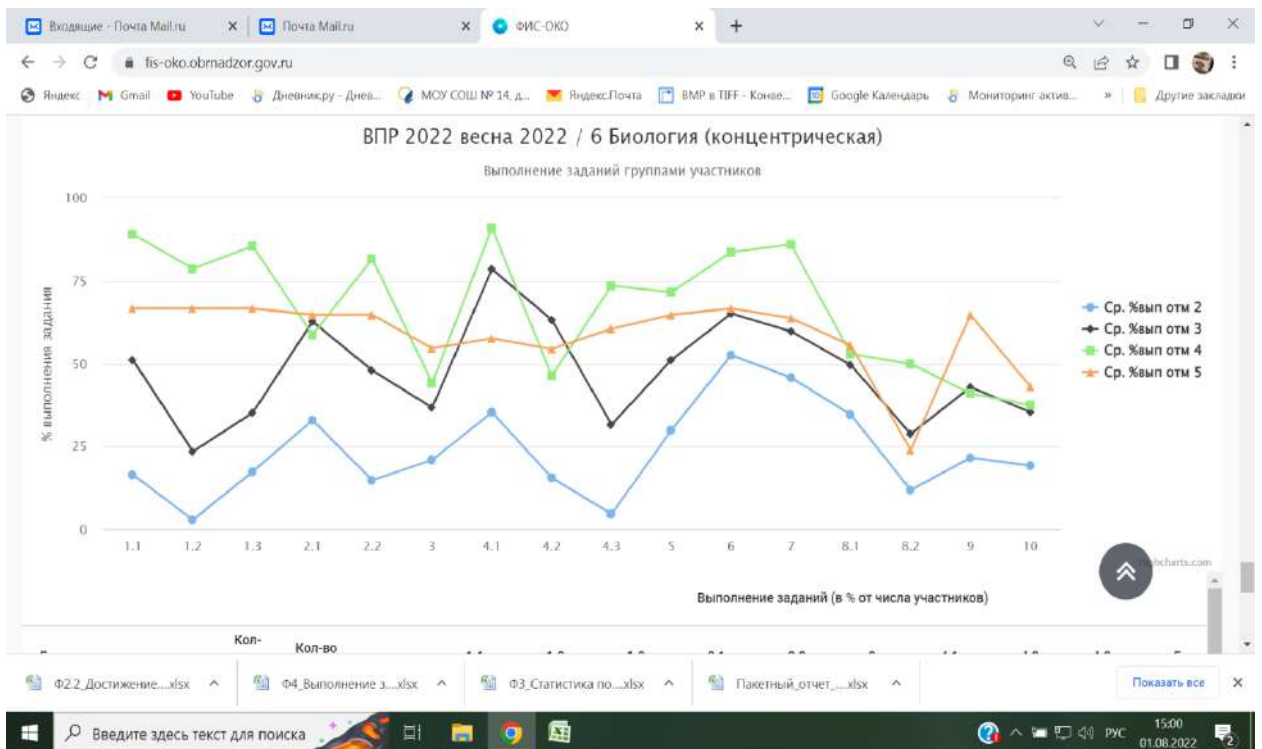 Входящие - Почта Mail.ru
Почта Mail.ru
ФИС-ОКО
fis-oko.obrnadzor.gov.ru
Яндекс Gmail YouTube Дневник.ру - Днев... МОУ СОШ № 14, д... Яндекс.Почта BMP в TIFF - Конве... Google Календарь Мониторинг актив... » Другие закладки
ВПР 2022 весна 2022 / 6 Биология (концентрическая)
Выполнение заданий группами участников
% выполнения задания
100
75
50
25
0
1.1 1.2 1.3 2.1 2.2 3 4.1 4.2 4.3 5 6 7 8.1 8.2 9 10
Ср. %вып отм 2
Ср. %вып отм 3
Ср. %вып отм 4
Ср. %вып отм 5
Выполнение заданий (в % от числа участников)
Кол-
Кол-во
Ф2.2_Достижение....xlsx
Ф4_Выполнение з....xlsx
Ф3_Статистика по....xlsx
Пакетный_отчет_....xlsx
Показать все
Введите здесь текст для поиска
РУС
15:00
01.08.2022
2